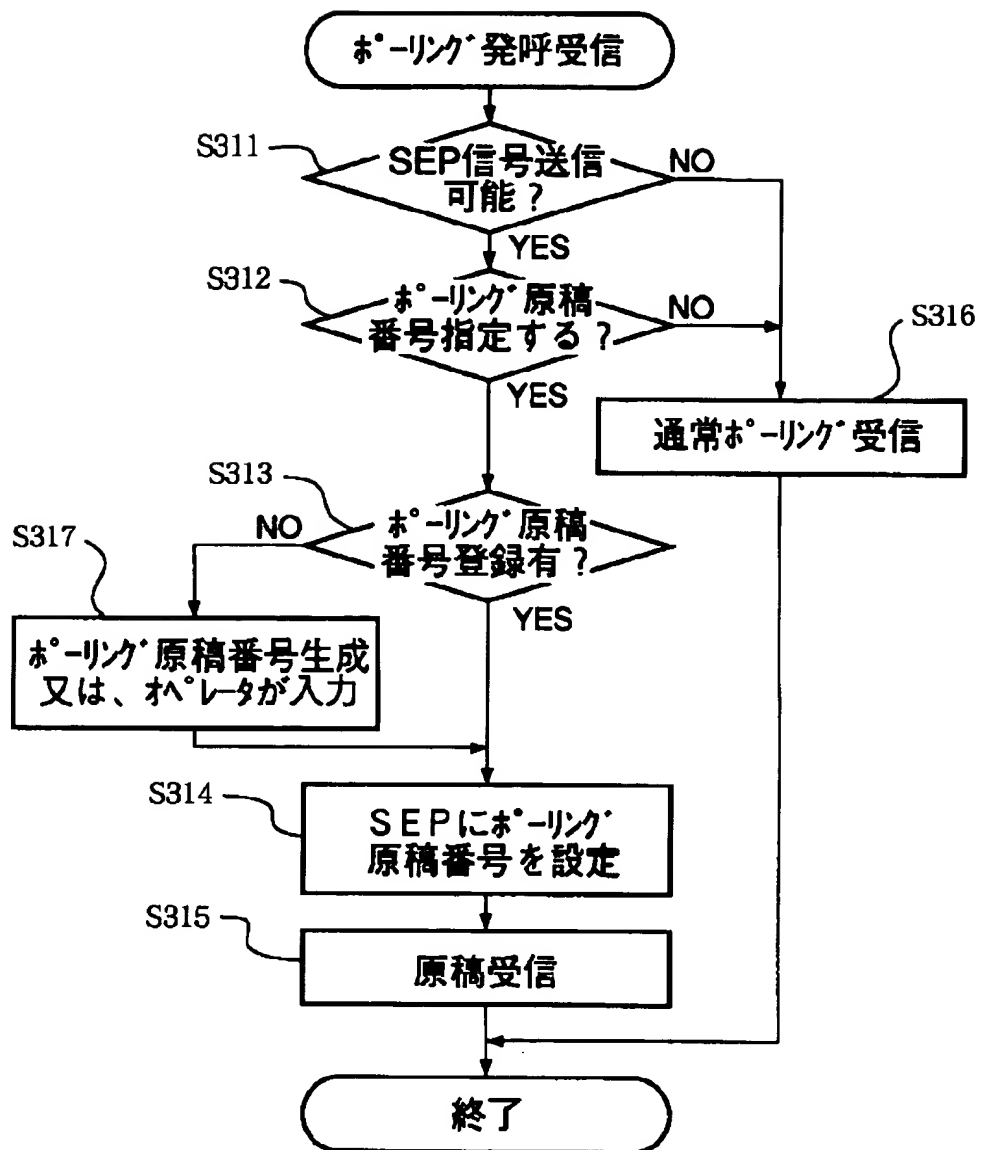 ポーリング発呼受信
S311
SEP信号送信
可能？
NO
YES
S312
ポーリング原稿
番号指定する？
NO
YES
S316
通常ポーリング受信
S313
ポーリング原稿
番号登録有？
NO
YES
S317
ポーリング原稿番号生成
又は、オペレータが入力
S314
ＳＥＰにポーリング
原稿番号を設定
S315
原稿受信
終了